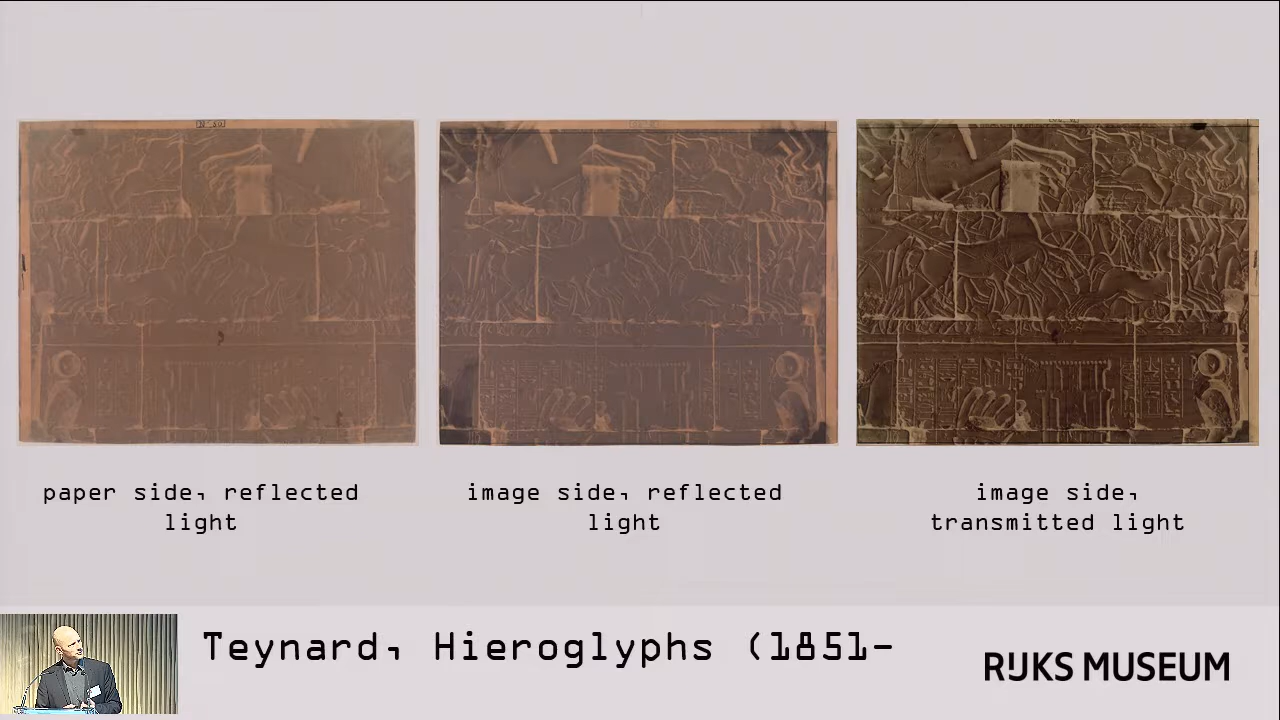 paper side, reflected
light
image side, reflected
light
image side,
transmitted light
Teynard, Hieroglyphs (1851-
RIJKS MUSEUM